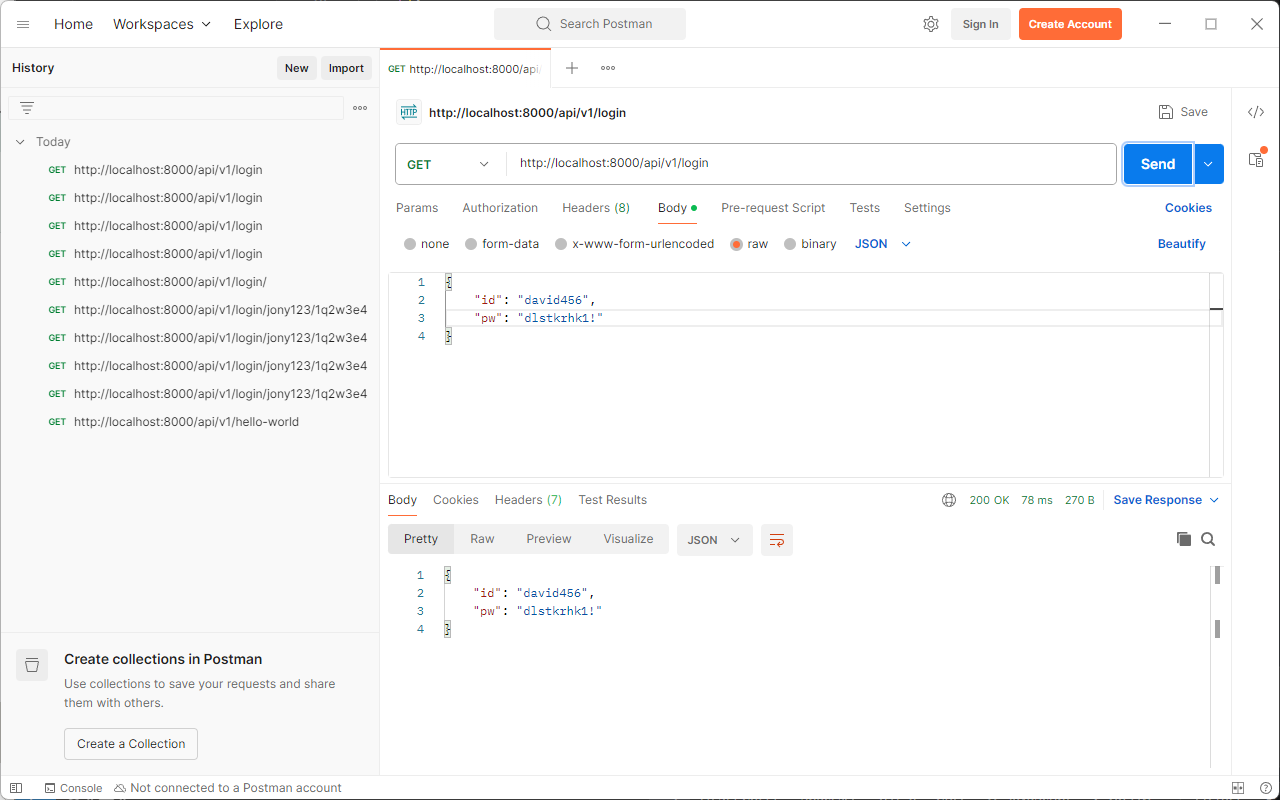 Home Workspaces Explore Search Postman Sign In Create Account
History New Import GET http://localhost:8000/api
http://localhost:8000/api/v1/login Save
Today
GET http://localhost:8000/api/v1/login
GET http://localhost:8000/api/v1/login
GET http://localhost:8000/api/v1/login
GET http://localhost:8000/api/v1/login
GET http://localhost:8000/api/v1/login/
GET http://localhost:8000/api/v1/login/jony123/1q2w3e4
GET http://localhost:8000/api/v1/login/jony123/1q2w3e4
GET http://localhost:8000/api/v1/login/jony123/1q2w3e4
GET http://localhost:8000/api/v1/login/jony123/1q2w3e4
GET http://localhost:8000/api/v1/hello-world
Create collections in Postman
Use collections to save your requests and share
them with others.
Create a Collection
HTTP
GET http://localhost:8000/api/v1/login Send
Params Authorization Headers (8) Body Pre-request Script Tests Settings Cookies
none form-data x-www-form-urlencoded raw binary JSON Beautify
1 {
2 "id": "david456",
3 "pw": "dlstkrhk1!"
4 }
Body Cookies Headers (7) Test Results 200 OK 78 ms 270 B Save Response
Pretty Raw Preview Visualize JSON
1 {
2 "id": "david456",
3 "pw": "dlstkrhk1!"
4 }
Console Not connected to a Postman account